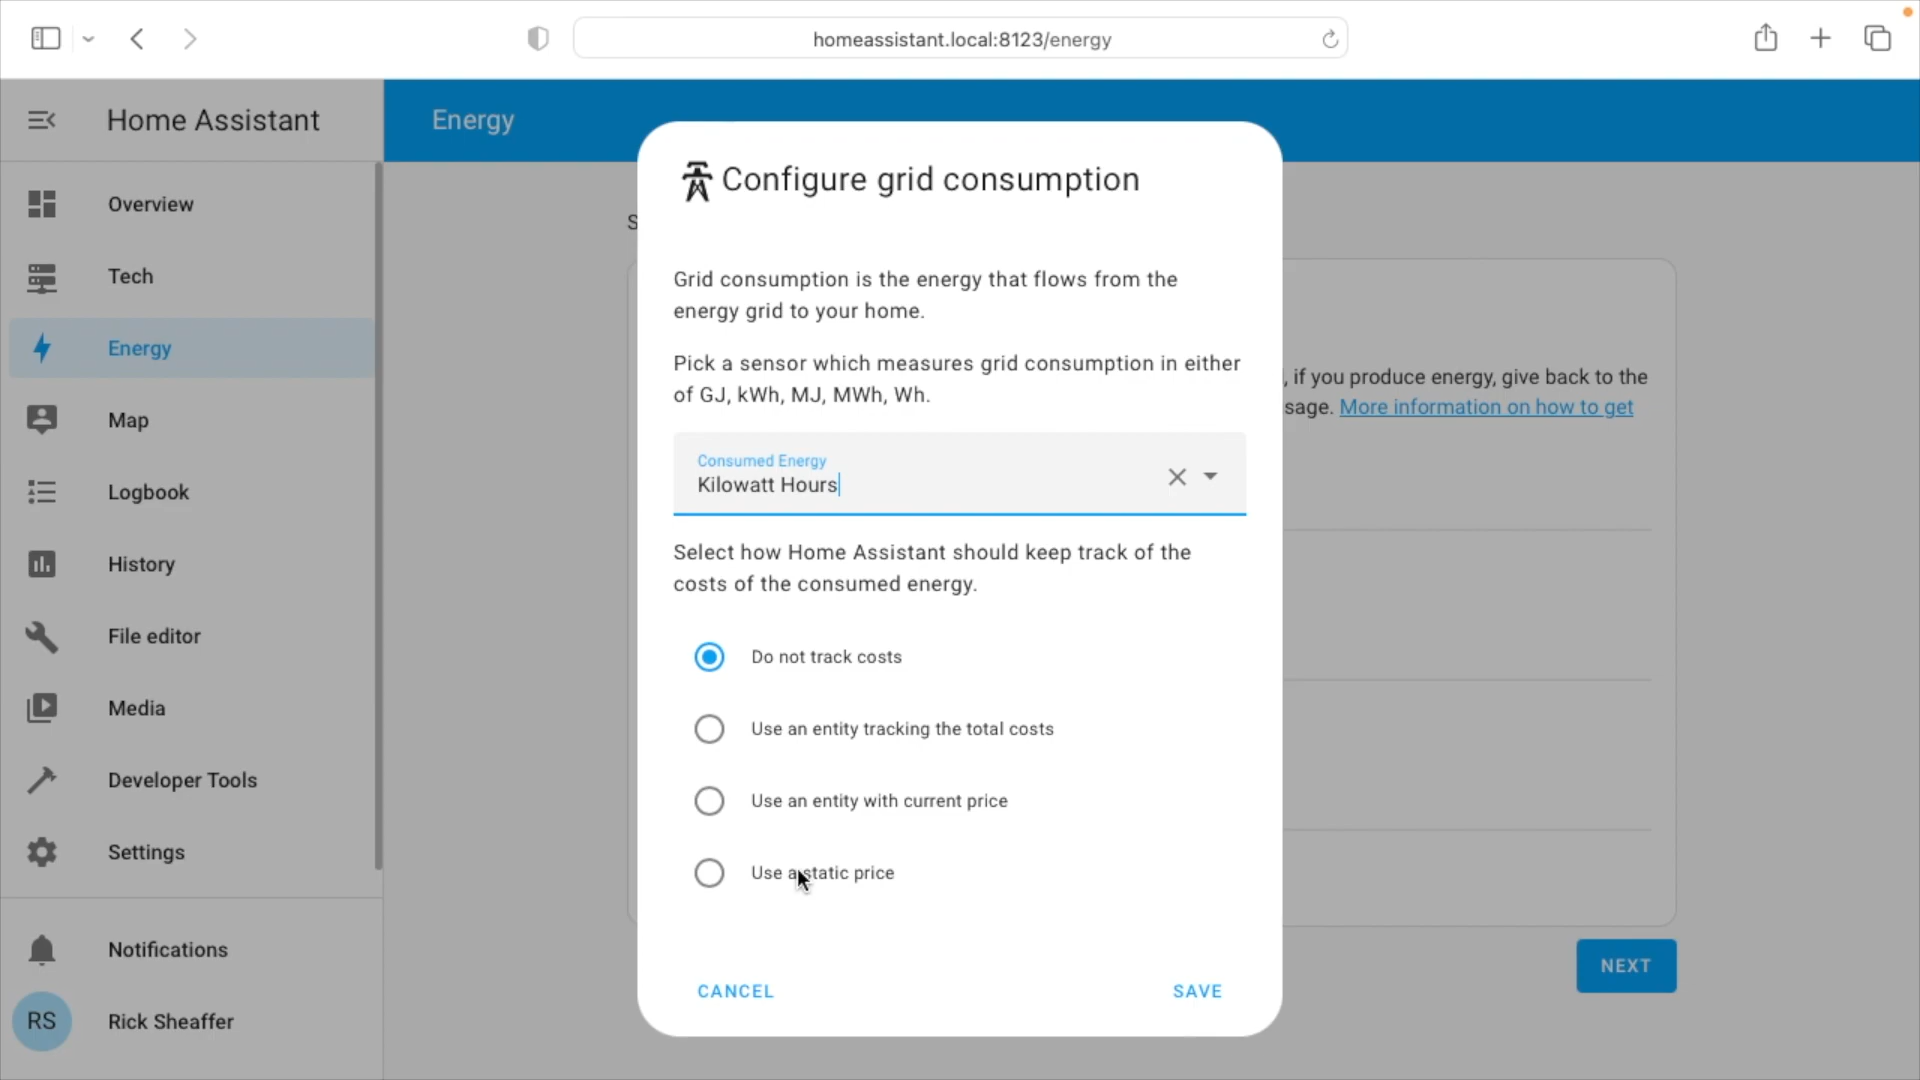 homeassistant.local:8123/energy
Home Assistant
Energy
Overview
Tech
Energy
Map
Logbook
History
File editor
Media
Developer Tools
Settings
Notifications
RS
Rick Sheaffer
S
, if you produce energy, give back to the
sage. More information on how to get
NEXT
Configure grid consumption
Grid consumption is the energy that flows from the
energy grid to your home.
Pick a sensor which measures grid consumption in either
of GJ, kWh, MJ, MWh, Wh.
Consumed Energy
Kilowatt Hours
Select how Home Assistant should keep track of the
costs of the consumed energy.
Do not track costs
Use an entity tracking the total costs
Use an entity with current price
Use a static price
CANCEL
SAVE